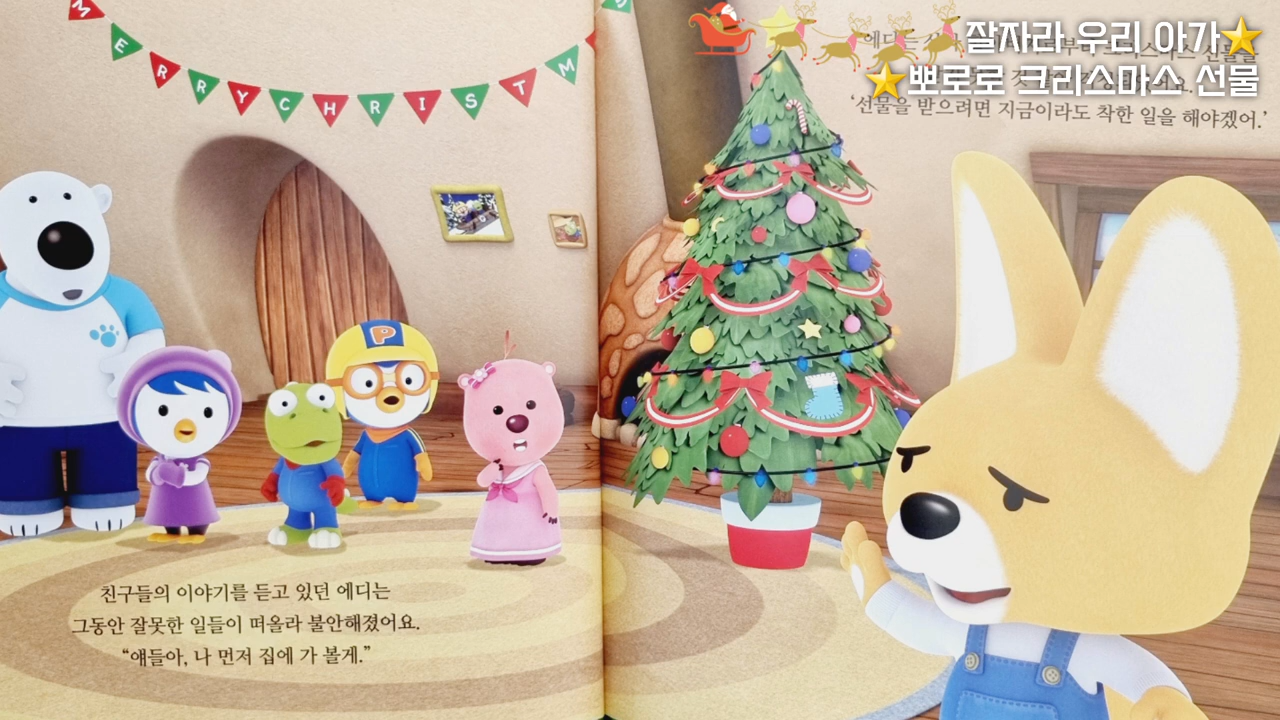 MERRY CHRISTM
잘자라 우리 아가
뽀로로 크리스마스 선물
에디는
'선물을 받으려면 지금이라도 착한 일을 해야겠어.'
P
친구들의 이야기를 듣고 있던 에디는
그동안 잘못한 일들이 떠올라 불안해졌어요.
"얘들아, 나 먼저 집에 가 볼게."